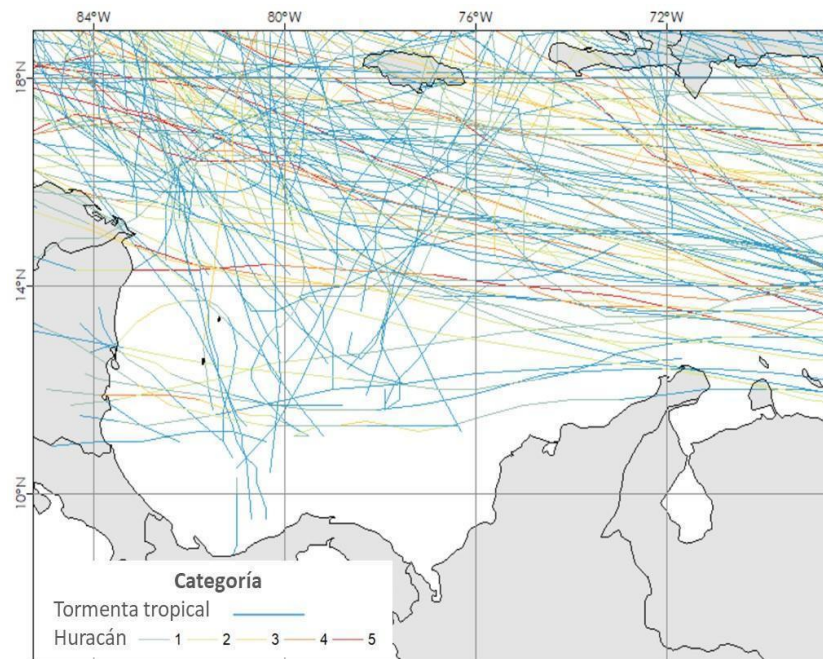 84°W 80°W 76°W 72°W
18°N
14°N
10°N
Categoría
Tormenta tropical
Huracán 1 2 3 4 5